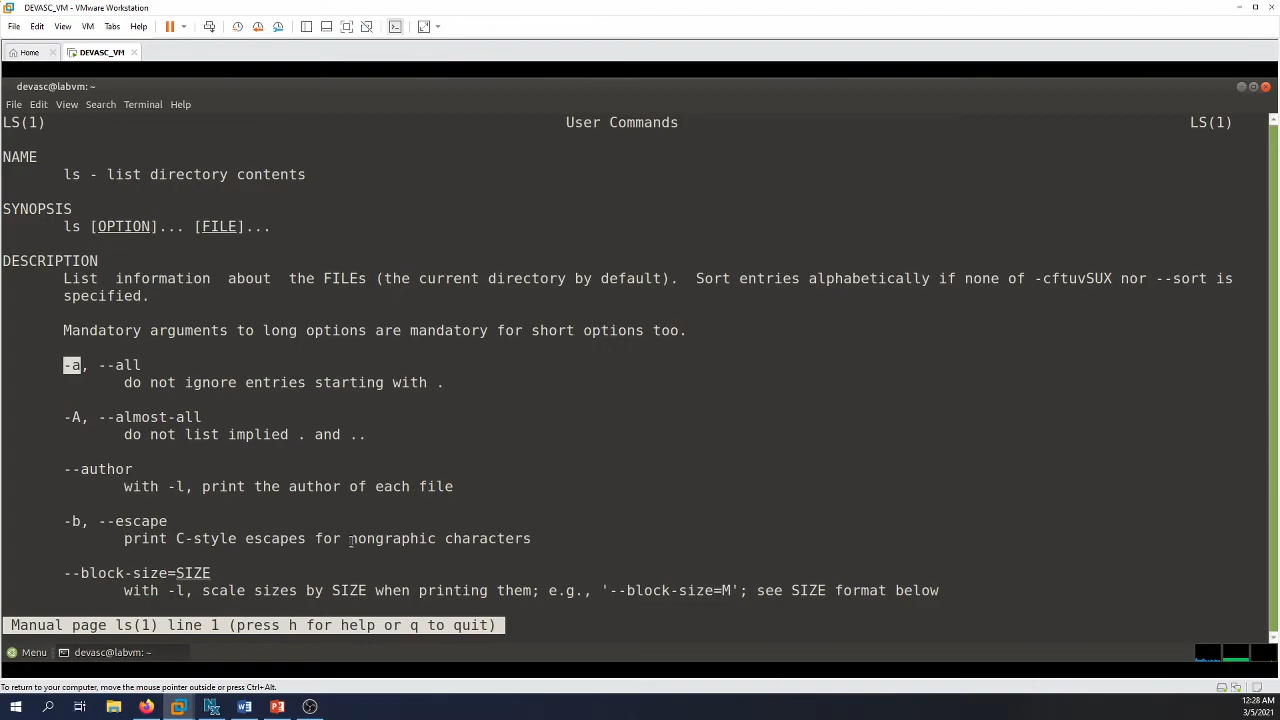 DEVASC_VM - VMware Workstation
File Edit View VM Tabs Help
Home DEVASC_VM
devasc@labvm: ~
File Edit View Search Terminal Help
LS(1) User Commands LS(1)
NAME
ls - list directory contents
SYNOPSIS
ls [OPTION]... [FILE]...
DESCRIPTION
List information about the FILEs (the current directory by default). Sort entries alphabetically if none of -cftuvSUX nor --sort is
specified.
Mandatory arguments to long options are mandatory for short options too.
-a, --all
do not ignore entries starting with .
-A, --almost-all
do not list implied . and ..
--author
with -l, print the author of each file
-b, --escape
print C-style escapes for nongraphic characters
--block-size=SIZE
with -l, scale sizes by SIZE when printing them; e.g., '--block-size=M'; see SIZE format below
Manual page ls(1) line 1 (press h for help or q to quit)
Menu devasc@labvm: ~
To return to your computer, move the mouse pointer outside or press Ctrl+Alt.
12:28 AM
3/5/2021